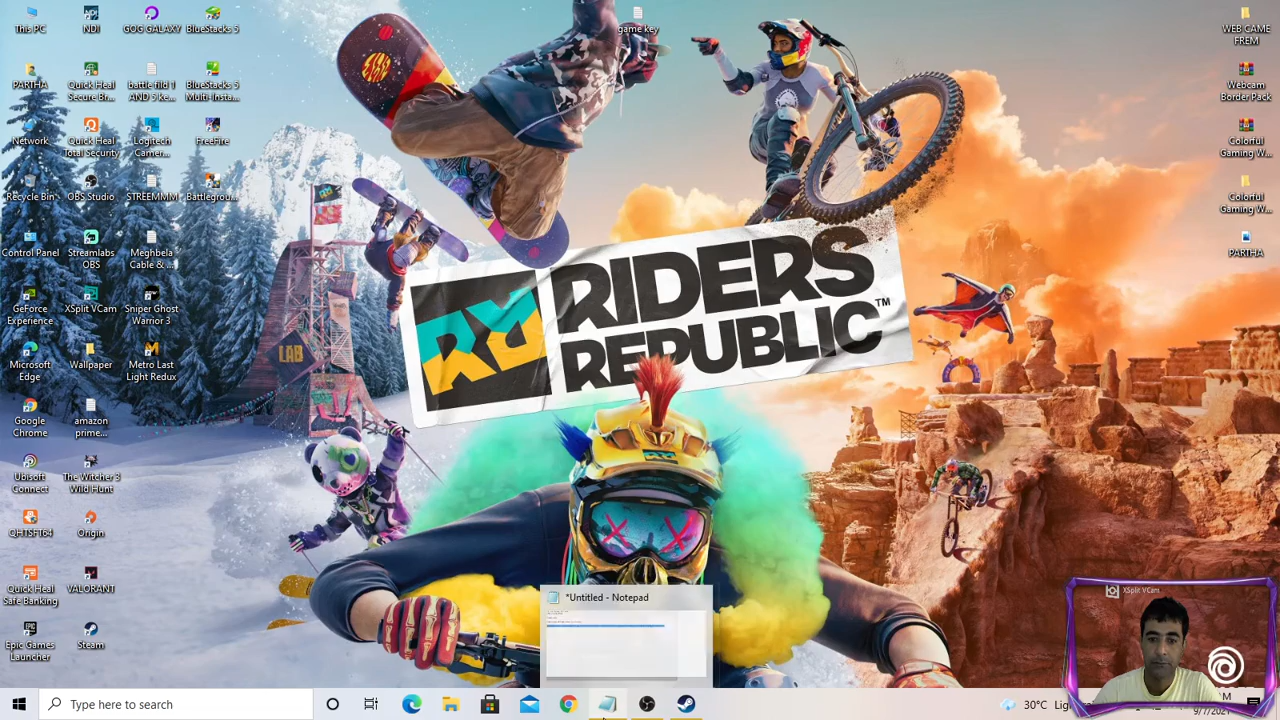 This PC
NDI
GOG GALAXY
BlueStacks 5
game key
WEB GAME
FREM
PARTHA
Quick Heal
Secure Br...
battle fild 1
AND 5 ke...
BlueStacks 5
Multi-Insta...
Webcam
Border Pack
Network
Quick Heal
Total Security
Logitech
Camer...
FreeFire
Colorful
Gaming W...
Recycle Bin
OBS Studio
STREEMMM
Battlegrou...
Colorful
Gaming W...
Control Panel
Streamlabs
OBS
Meghbela
Cable & ...
PARTHA
GeForce
Experience
XSplit VCam
Sniper Ghost
Warrior 3
Microsoft
Edge
Wallpaper
Metro Last
Light Redux
Google
Chrome
amazon
prime...
Ubisoft
Connect
The Witcher 3
Wild Hunt
QHTSFT64
Origin
Quick Heal
Safe Banking
VALORANT
Epic Games
Launcher
Steam
LAB
RR
RIDERS
REPUBLIC™
*Untitled - Notepad
XSplit VCam
Type here to search
30°C